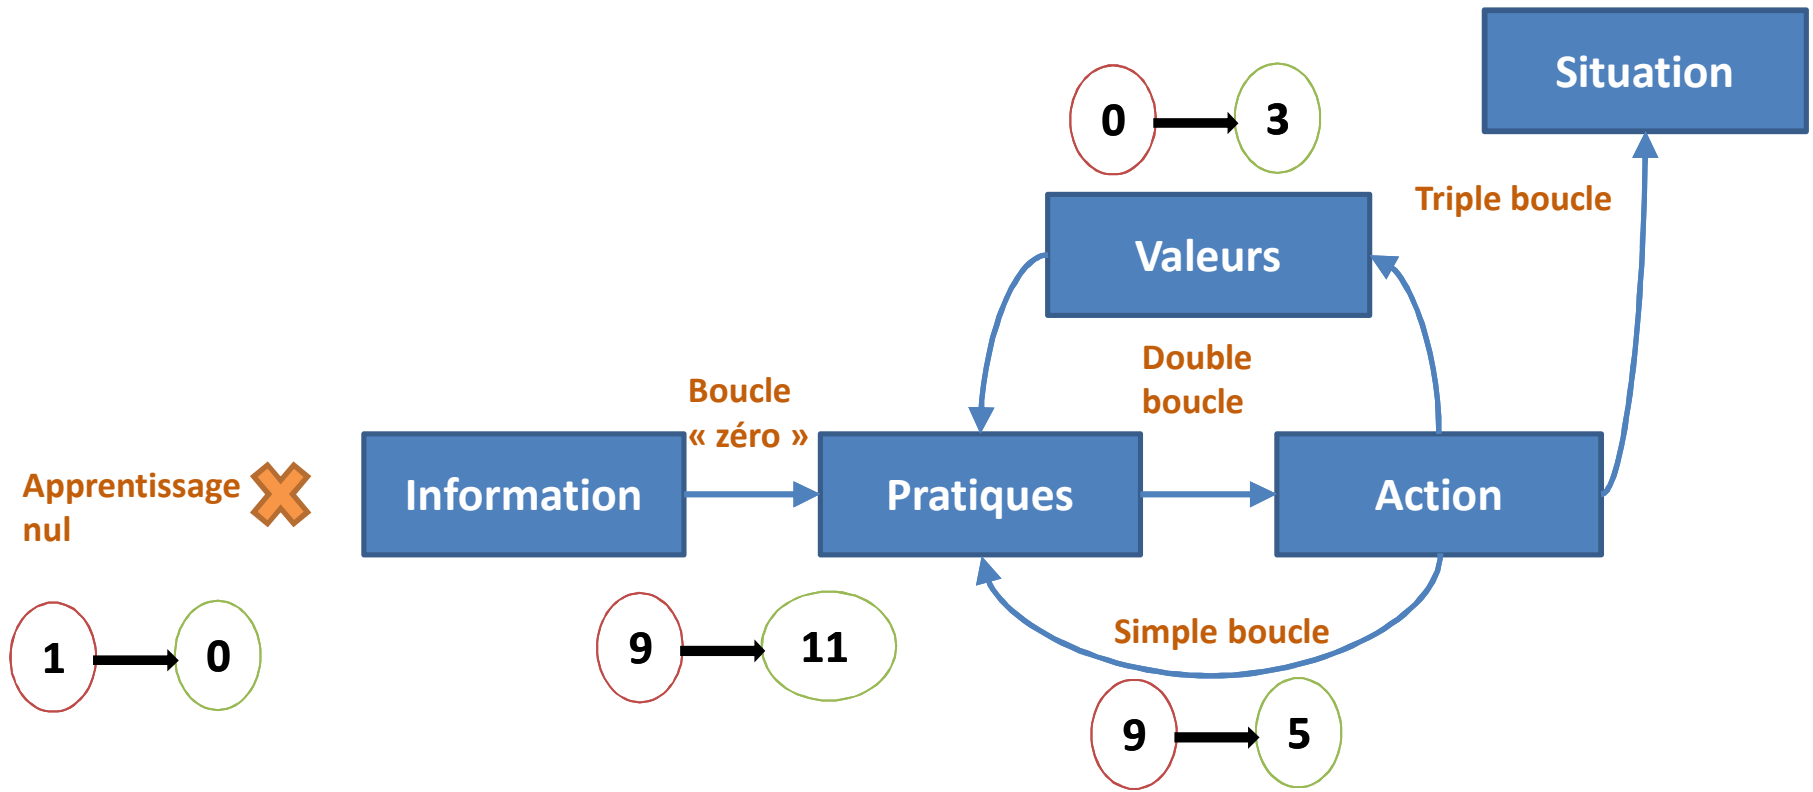 Situation
0
3
Triple boucle
Valeurs
Double
boucle
Boucle
« zéro »
Apprentissage
nul
Information
Pratiques
Action
1
0
9
11
Simple boucle
9
5